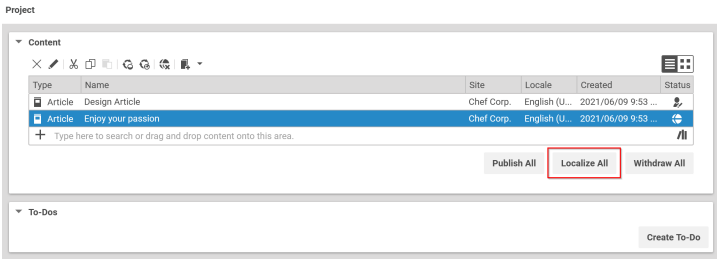 Project
Content
Type Name Site Locale Created Status
Article Design Article Chef Corp. English (U... 2021/06/09 9:53 ...
Article Enjoy your passion Chef Corp. English (U... 2021/06/09 9:53 ...
Type here to search or drag and drop content onto this area.
Publish All Localize All Withdraw All
To-Dos
Create To-Do